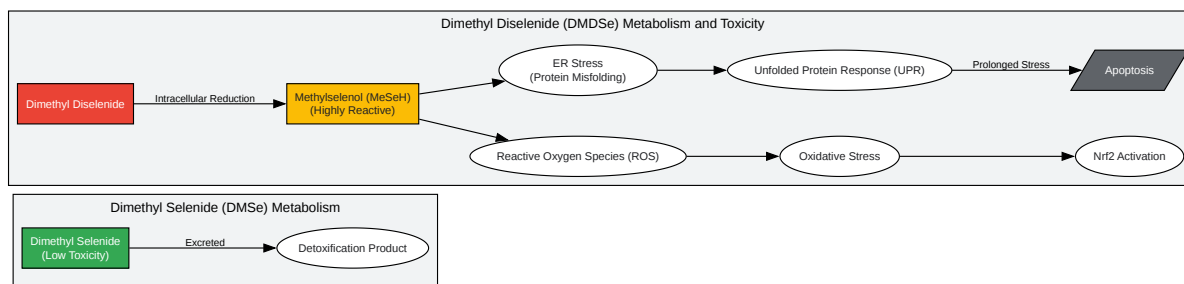 Dimethyl Diselenide (DMDSe) Metabolism and Toxicity
Dimethyl Diselenide
Intracellular Reduction
Methylselenol (MeSeH)
(Highly Reactive)
ER Stress
(Protein Misfolding)
Unfolded Protein Response (UPR)
Prolonged Stress
Apoptosis
Reactive Oxygen Species (ROS)
Oxidative Stress
Nrf2 Activation
Dimethyl Selenide (DMSe) Metabolism
Dimethyl Selenide
(Low Toxicity)
Excreted
Detoxification Product